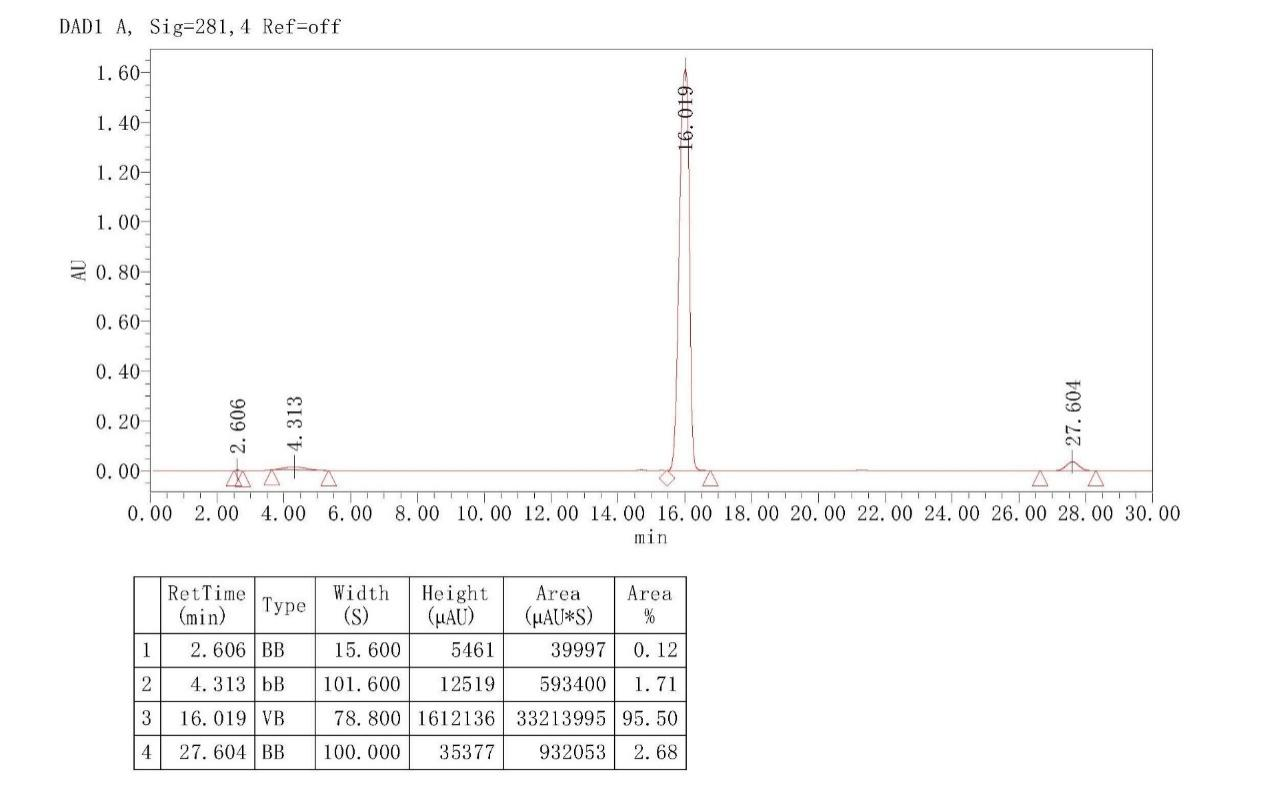 DAD1 A, Sig=281,4 Ref=off
1.60
1.40
1.20
1.00
0.80
0.60
0.40
0.20
0.00
AU
2.606
4.313
16.019
27.604
0.00 2.00 4.00 6.00 8.00 10.00 12.00 14.00 16.00 18.00 20.00 22.00 24.00 26.00 28.00 30.00
min
RetTime (min) Type Width (S) Height (μAU) Area (μAU*S) Area %
1 2.606 BB 15.600 5461 39997 0.12
2 4.313 bB 101.600 12519 593400 1.71
3 16.019 VB 78.800 1612136 33213995 95.50
4 27.604 BB 100.000 35377 932053 2.68